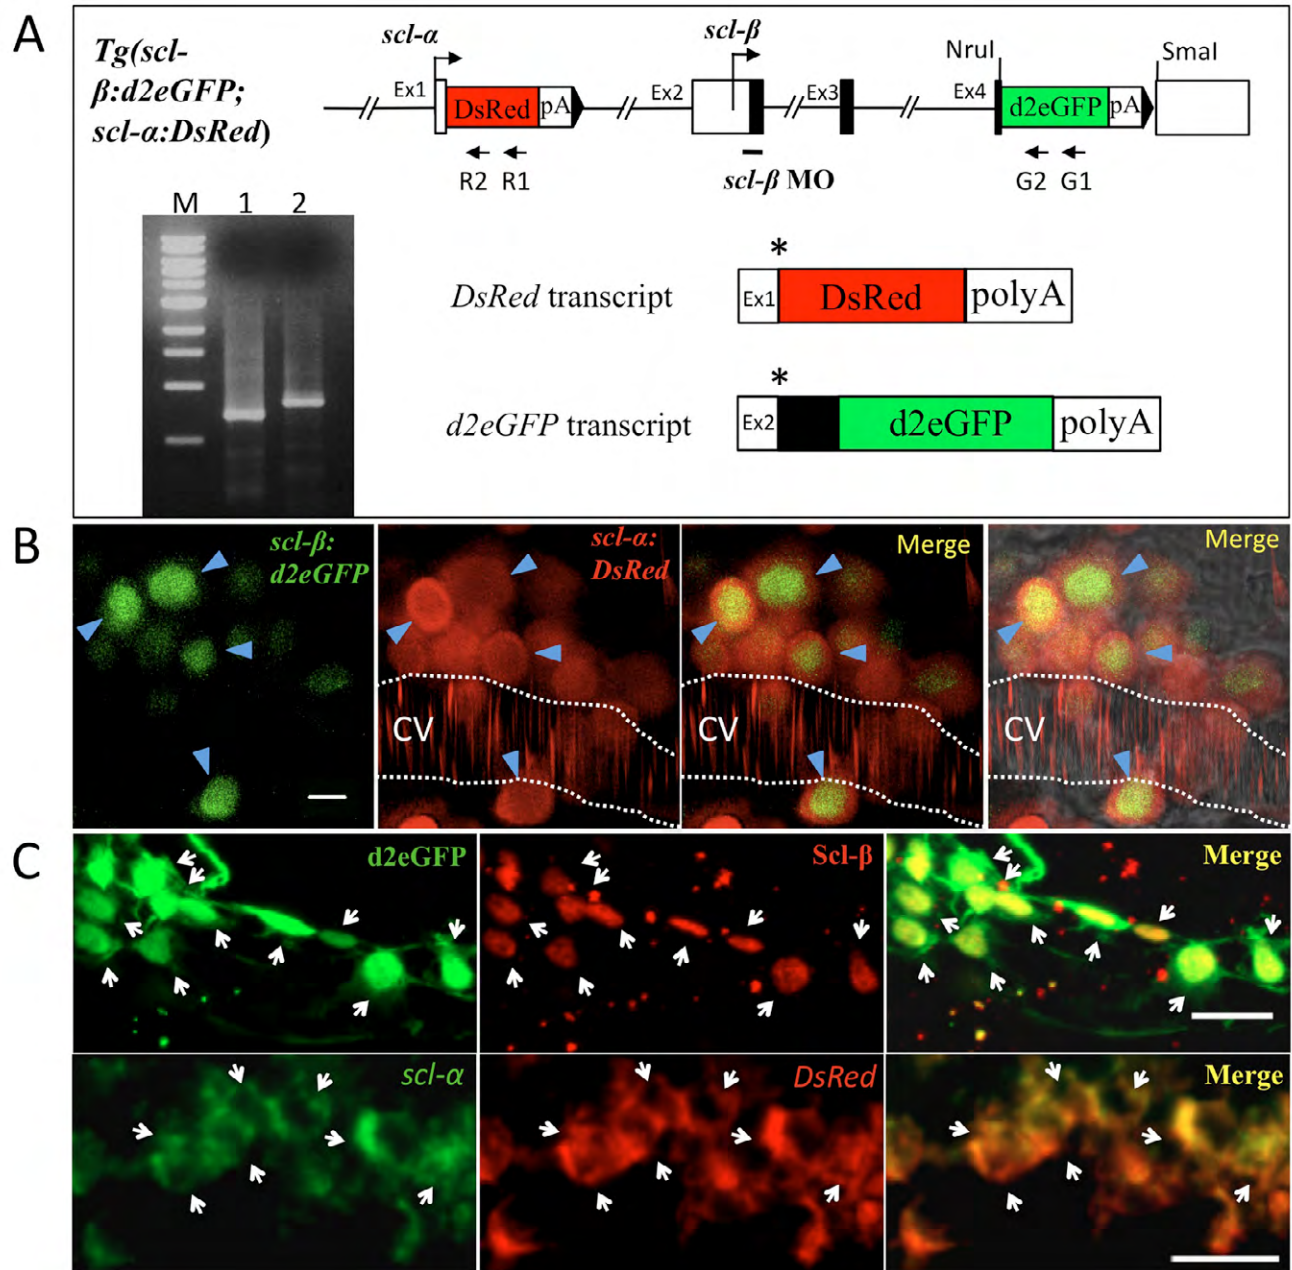 A
Tg(scl-
β:d2eGFP;
scl-α:DsRed)
scl-α
scl-β
NruI
SmaI
Ex1
DsRed
pA
Ex2
Ex3
Ex4
d2eGFP
pA
R2
R1
scl-β MO
G2
G1
M
1
2
*
DsRed transcript
Ex1
DsRed
polyA
*
d2eGFP transcript
Ex2
d2eGFP
polyA
B
scl-β:
d2eGFP
scl-α:
DsRed
Merge
Merge
CV
CV
CV
C
d2eGFP
Scl-β
Merge
scl-α
DsRed
Merge